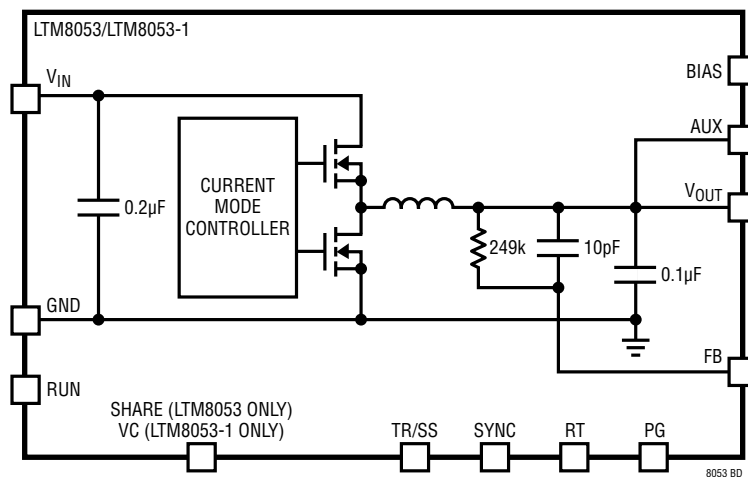 LTM8053/LTM8053-1
VIN
BIAS
AUX
CURRENT
MODE
CONTROLLER
0.2µF
VOUT
249k
10pF
0.1µF
GND
FB
RUN
SHARE (LTM8053 ONLY)
VC (LTM8053-1 ONLY)
TR/SS
SYNC
RT
PG
8053 BD